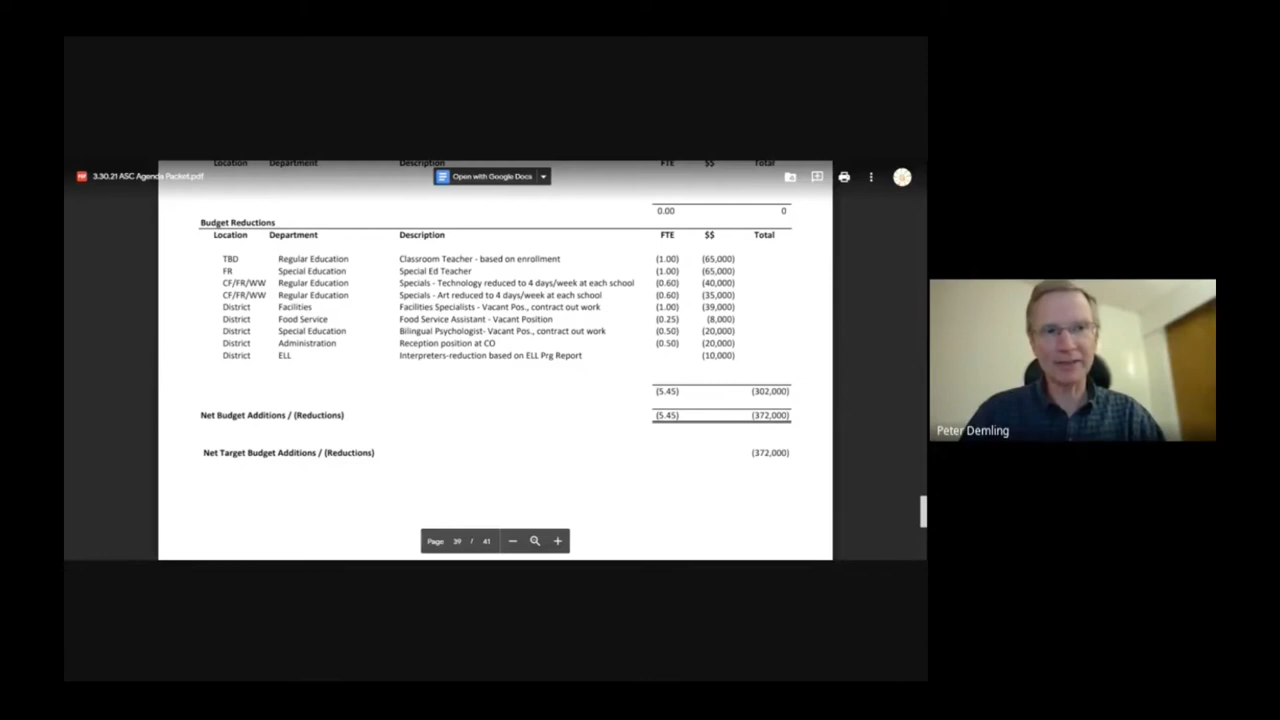 Location Department Description FTE $$ Total
3.30.21 ASC Agenda Packet.pdf
Open with Google Docs
0.00 0
Budget Reductions
Location Department Description FTE $$ Total
TBD Regular Education Classroom Teacher - based on enrollment (1.00) (65,000)
FR Special Education Special Ed Teacher (1.00) (65,000)
CF/FR/WW Regular Education Specials - Technology reduced to 4 days/week at each school (0.60) (40,000)
CF/FR/WW Regular Education Specials - Art reduced to 4 days/week at each school (0.60) (35,000)
District Facilities Facilities Specialists - Vacant Pos., contract out work (1.00) (39,000)
District Food Service Food Service Assistant - Vacant Position (0.25) (8,000)
District Special Education Bilingual Psychologist- Vacant Pos., contract out work (0.50) (20,000)
District Administration Reception position at CO (0.50) (20,000)
District ELL Interpreters-reduction based on ELL Prg Report (10,000)
(5.45) (302,000)
Net Budget Additions / (Reductions) (5.45) (372,000)
Net Target Budget Additions / (Reductions) (372,000)
Page 39 / 41
Peter Demling